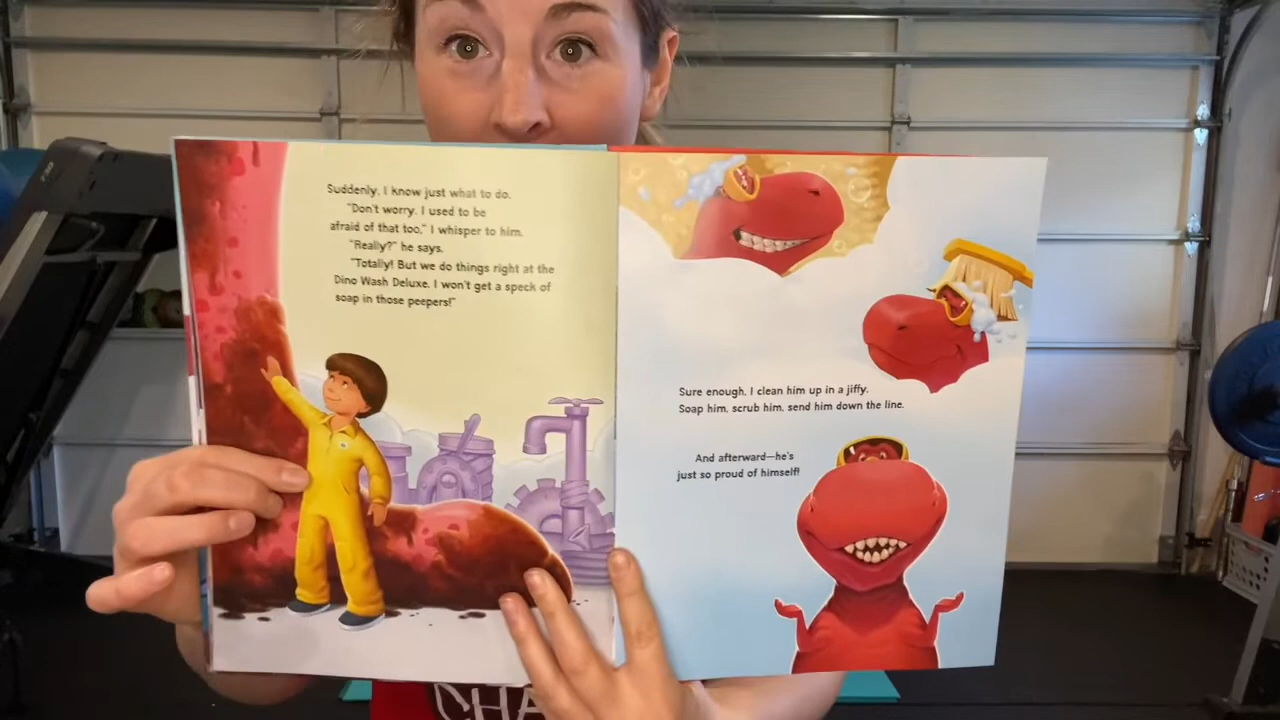 Suddenly, I know just what to do.
"Don't worry. I used to be
afraid of that too," I whisper to him.
"Really?" he says.
"Totally! But we do things right at the
Dino Wash Deluxe. I won't get a speck of
soap in those peepers!"
Sure enough, I clean him up in a jiffy.
Soap him, scrub him, send him down the line.
And afterward—he's
just so proud of himself!